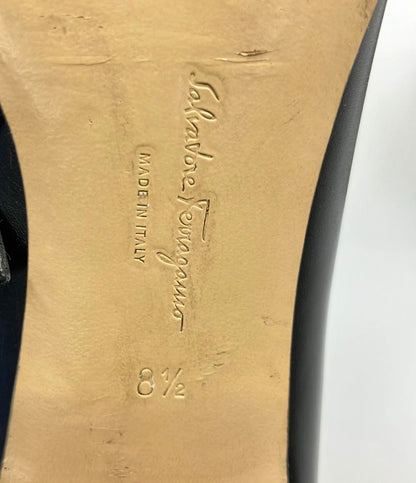 Salvatore Ferragamo
MADE IN ITALY
8½